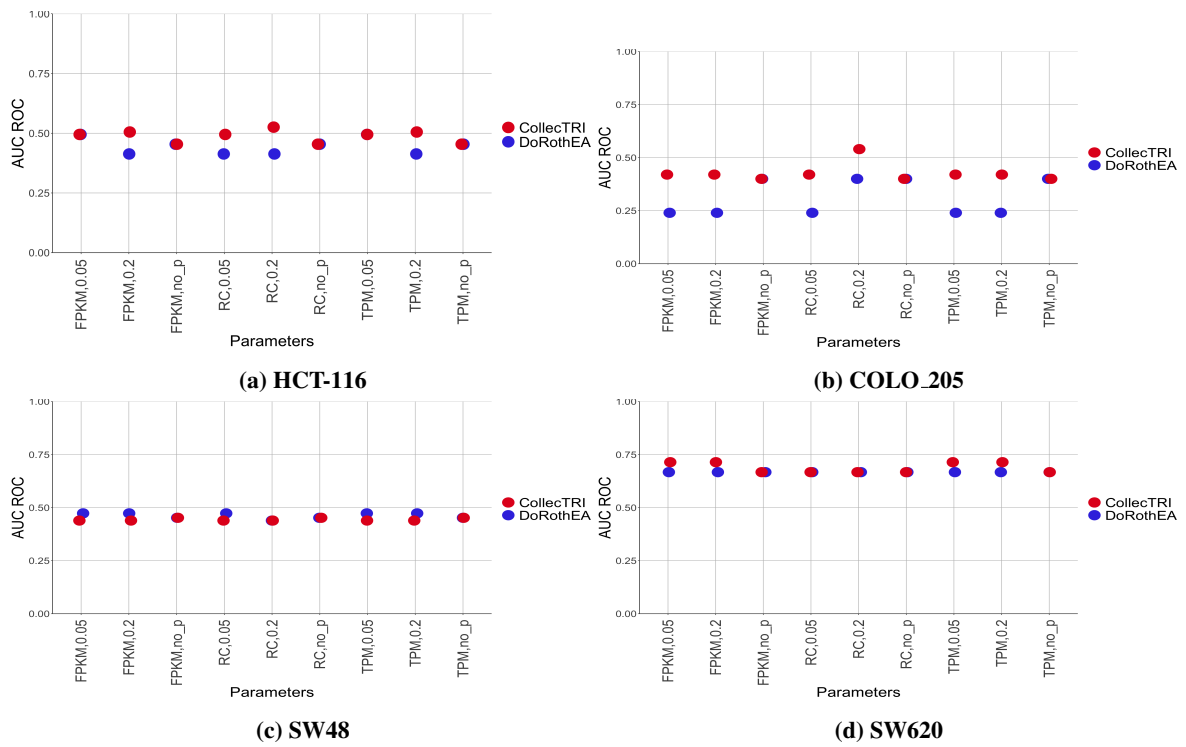 1.00
0.75
0.50
0.25
0.00
AUC ROC
FPKM,0.05
FPKM,0.2
FPKM,no_p
RC,0.05
RC,0.2
RC,no_p
TPM,0.05
TPM,0.2
TPM,no_p
Parameters
CollecTRI
DoRothEA
(a) HCT-116
1.00
0.75
0.50
0.25
0.00
AUC ROC
FPKM,0.05
FPKM,0.2
FPKM,no_p
RC,0.05
RC,0.2
RC,no_p
TPM,0.05
TPM,0.2
TPM,no_p
Parameters
CollecTRI
DoRothEA
(b) COLO_205
1.00
0.75
0.50
0.25
0.00
AUC ROC
FPKM,0.05
FPKM,0.2
FPKM,no_p
RC,0.05
RC,0.2
RC,no_p
TPM,0.05
TPM,0.2
TPM,no_p
Parameters
CollecTRI
DoRothEA
(c) SW48
1.00
0.75
0.50
0.25
0.00
AUC ROC
FPKM,0.05
FPKM,0.2
FPKM,no_p
RC,0.05
RC,0.2
RC,no_p
TPM,0.05
TPM,0.2
TPM,no_p
Parameters
CollecTRI
DoRothEA
(d) SW620